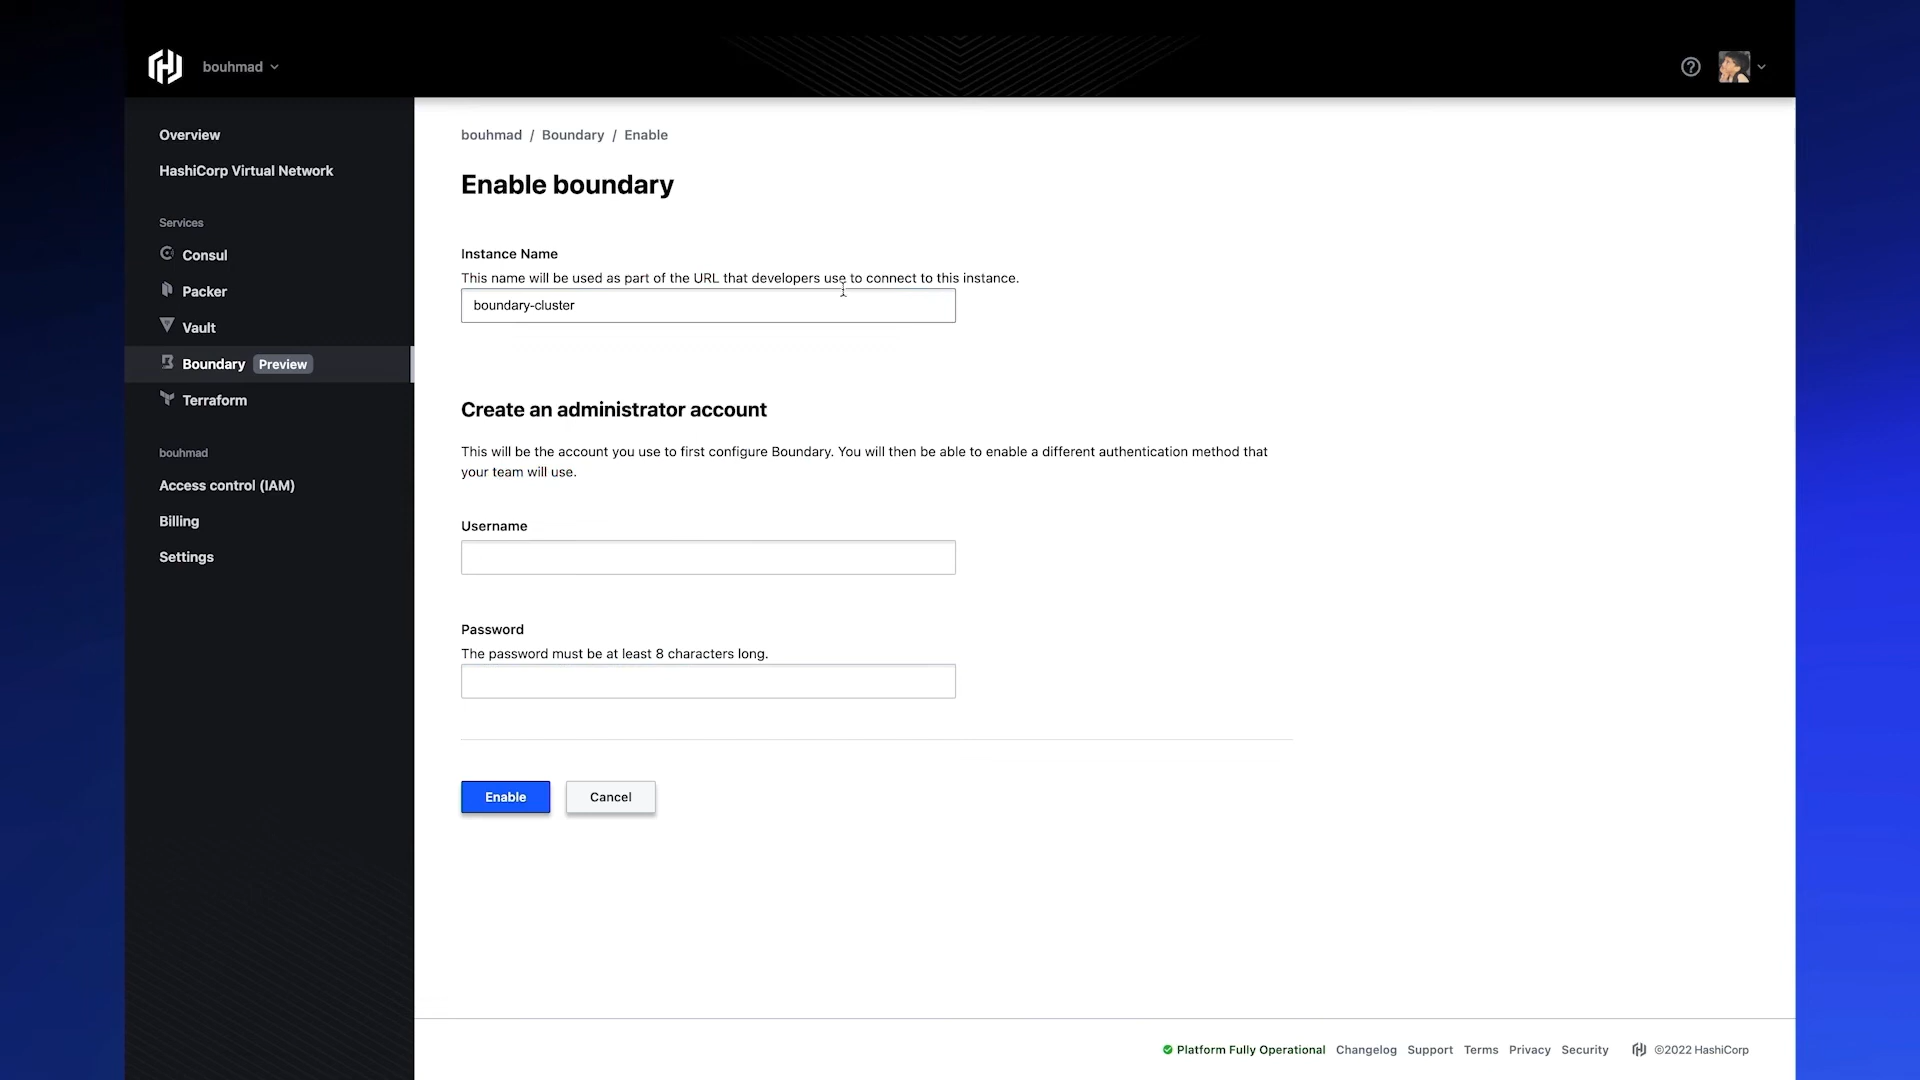 bouhmad
Overview
HashiCorp Virtual Network
Services
Consul
Packer
Vault
Boundary Preview
Terraform
bouhmad
Access control (IAM)
Billing
Settings
bouhmad / Boundary / Enable
Enable boundary
Instance Name
This name will be used as part of the URL that developers use to connect to this instance.
boundary-cluster
Create an administrator account
This will be the account you use to first configure Boundary. You will then be able to enable a different authentication method that
your team will use.
Username
Password
The password must be at least 8 characters long.
Enable Cancel
Platform Fully Operational Changelog Support Terms Privacy Security ©2022 HashiCorp